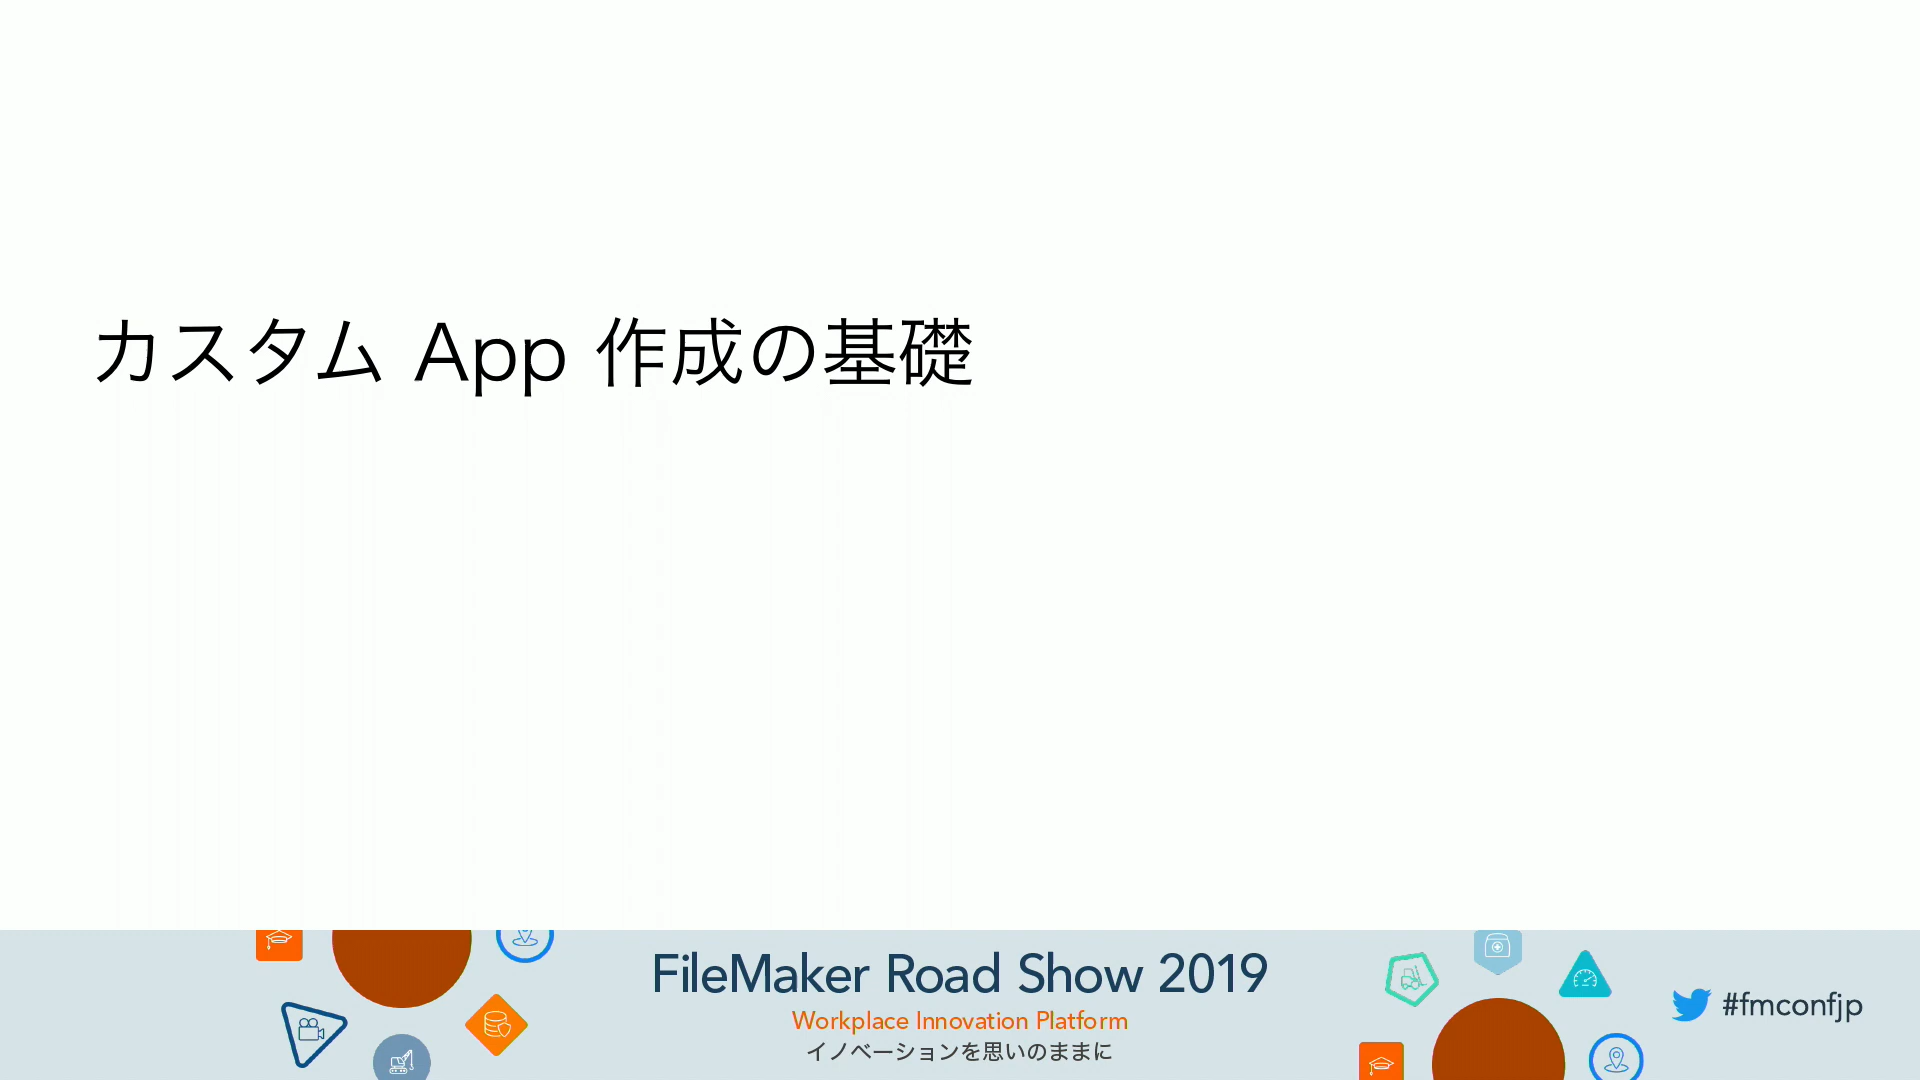 カスタム App 作成の基礎
FileMaker Road Show 2019
Workplace Innovation Platform
イノベーションを思いのままに
#fmconfjp